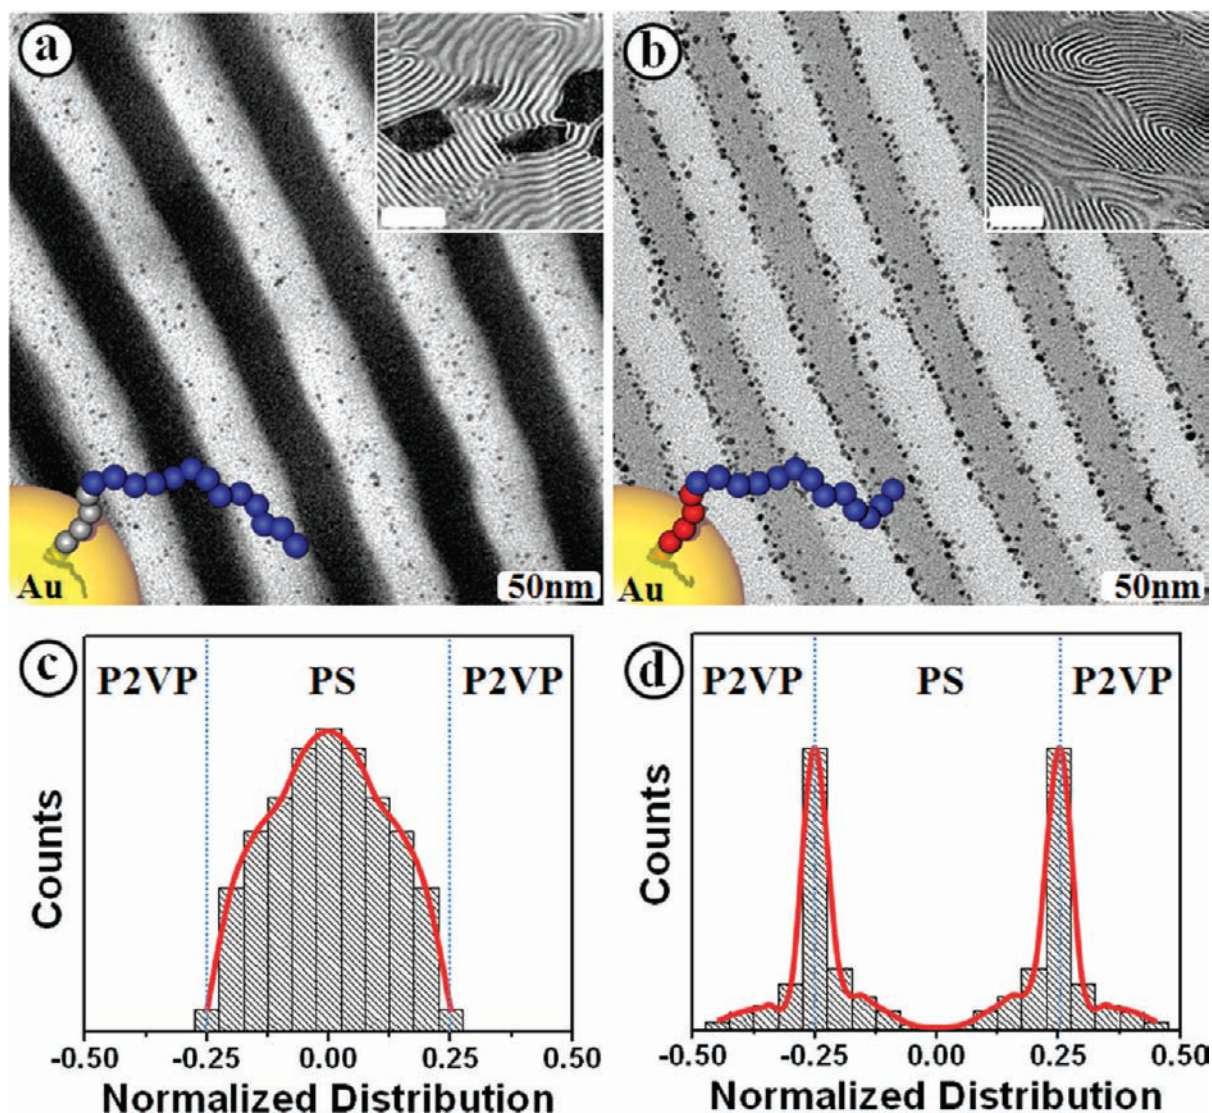 a
b
Au
50nm
Au
50nm
c
P2VP
PS
P2VP
Counts
-0.50
-0.25
0.00
0.25
0.50
Normalized Distribution
d
P2VP
PS
P2VP
Counts
-0.50
-0.25
0.00
0.25
0.50
Normalized Distribution